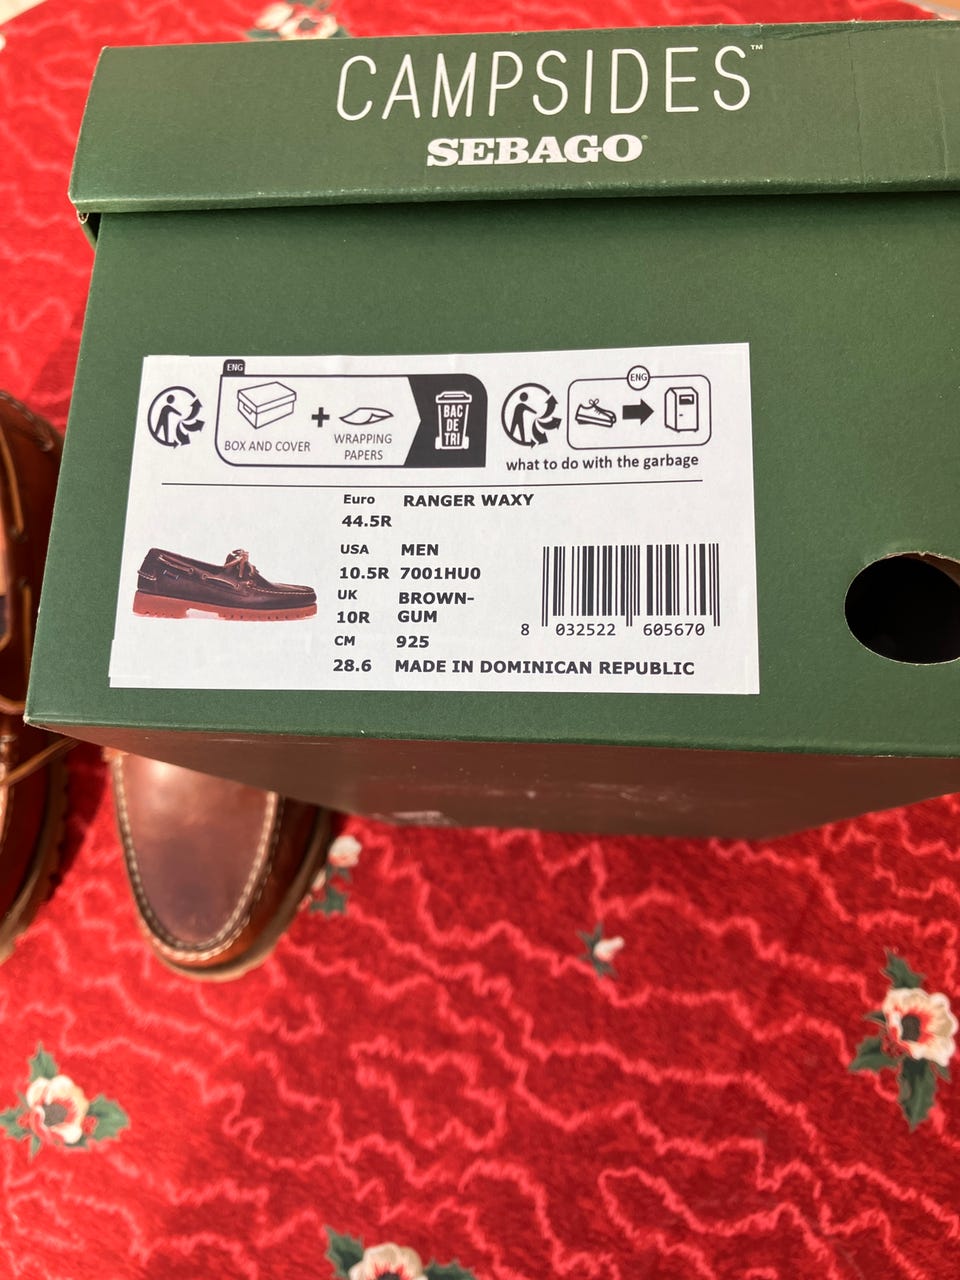 CAMPSIDES™
SEBAGO
ENG
BOX AND COVER
+
WRAPPING
PAPERS
BAC
DE
TRI
ENG
what to do with the garbage
Euro RANGER WAXY
44.5R
USA MEN
10.5R 7001HU0
UK BROWN-
10R GUM
CM 925
28.6 MADE IN DOMINICAN REPUBLIC
8 032522 605670